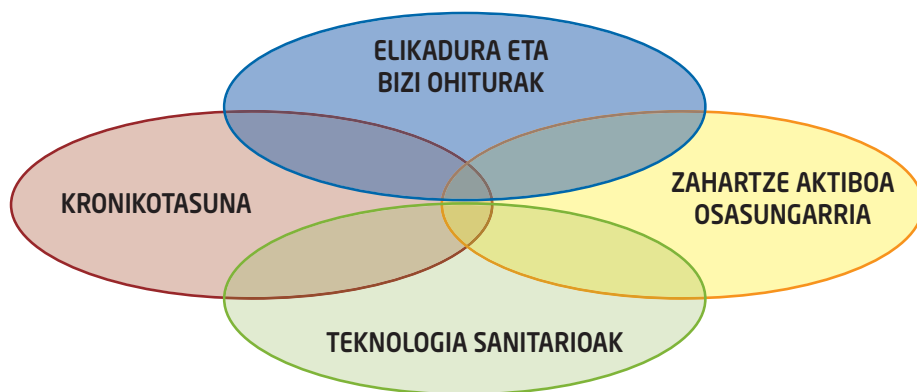 ELIKADURA ETA
BIZI OHITURAK
KRONIKOTASUNA
ZAHARTZE AKTIBOA
OSASUNGARRIA
TEKNOLOGIA SANITARIOAK